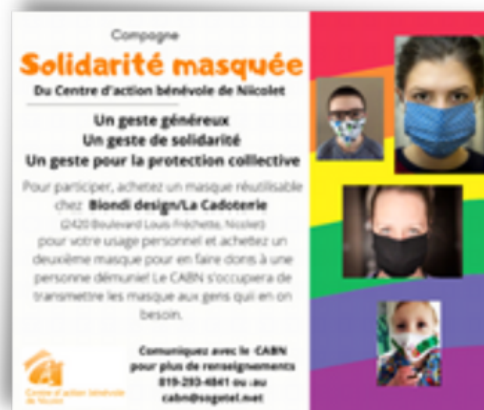 Campagne
Solidarité masquée
Du Centre d'action bénévole de Niicolet
Un geste généreux
Un geste de solidarité
Un geste pour la protection collective
Pour participer, achetez un masque réutilisable
chez Biondi design/La Cadoterie
(2420 Boulevard Louis-Fréchette, Nicolet)
pour votre usage personnel et achetez un
deuxième masque pour en faire dons à une
personne démunie! Le CABN s'occupera de
transmettre les masque aux gens qui en on
besoin.
Comuniquez avec le CABN
pour plus de renseignements
819-293-4841 ou au
cabn@sogetel.net
Centre d'action bénévole
de Nicolet